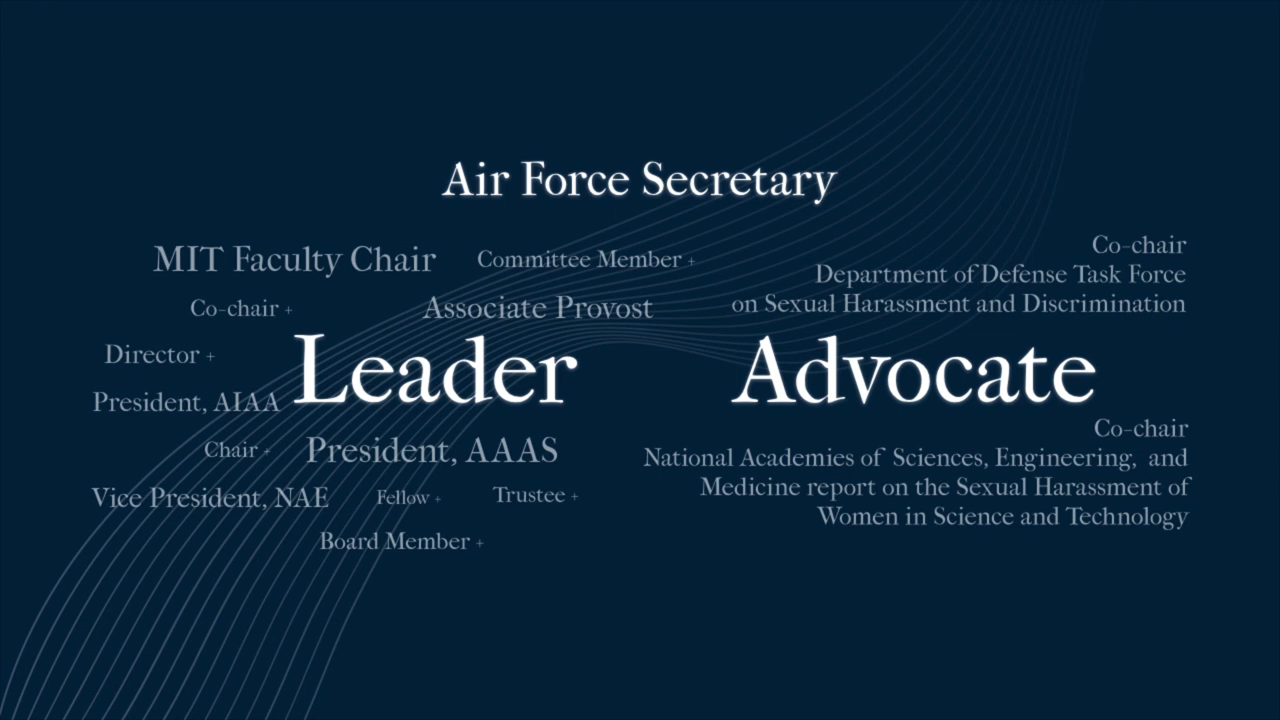 Air Force Secretary
MIT Faculty Chair
Committee Member +
Co-chair +
Associate Provost
Director +
Leader
President, AIAA
Chair +
President, AAAS
Vice President, NAE
Fellow +
Trustee +
Board Member +
Co-chair
Department of Defense Task Force
on Sexual Harassment and Discrimination
Advocate
Co-chair
National Academies of Sciences, Engineering, and
Medicine report on the Sexual Harassment of
Women in Science and Technology